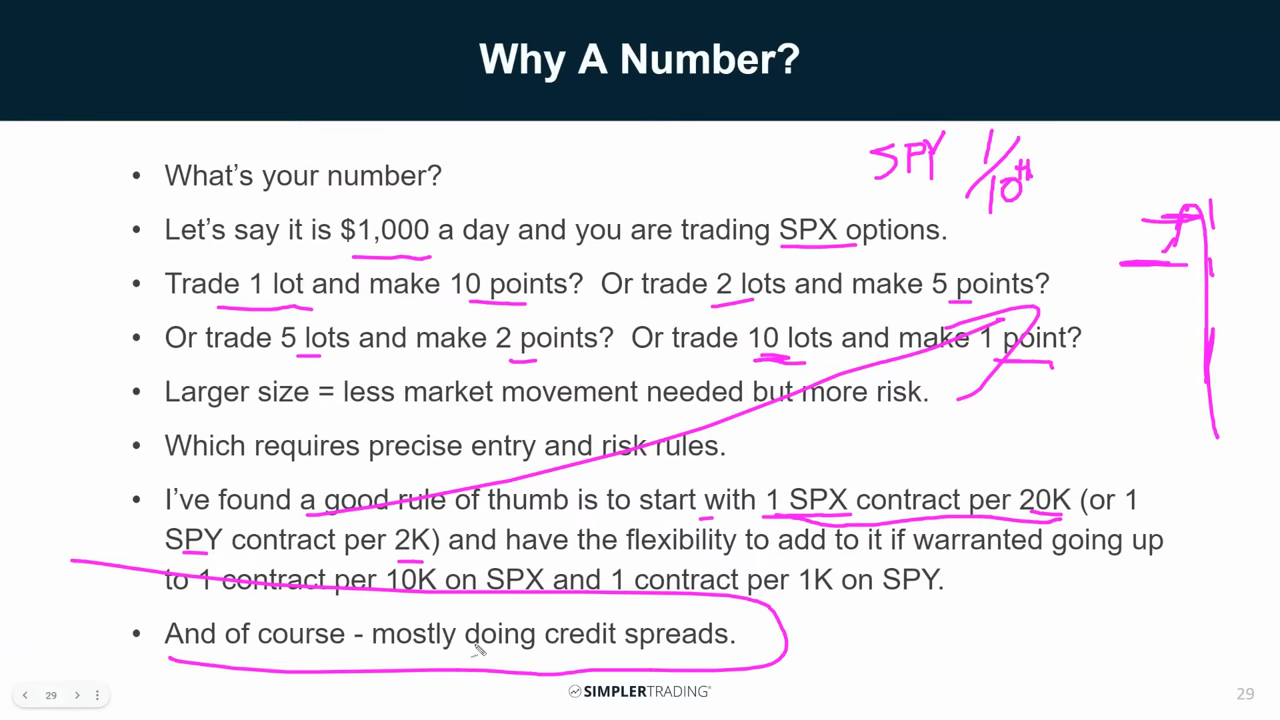 Why A Number?
SPY 1/10th
• What's your number?
• Let's say it is $1,000 a day and you are trading SPX options.
• Trade 1 lot and make 10 points? Or trade 2 lots and make 5 points?
• Or trade 5 lots and make 2 points? Or trade 10 lots and make 1 point?
• Larger size = less market movement needed but more risk.
• Which requires precise entry and risk rules.
• I've found a good rule of thumb is to start with 1 SPX contract per 20K (or 1
SPY contract per 2K) and have the flexibility to add to it if warranted going up
to 1 contract per 10K on SPX and 1 contract per 1K on SPY.
• And of course - mostly doing credit spreads.
29
SIMPLERTRADING®
29